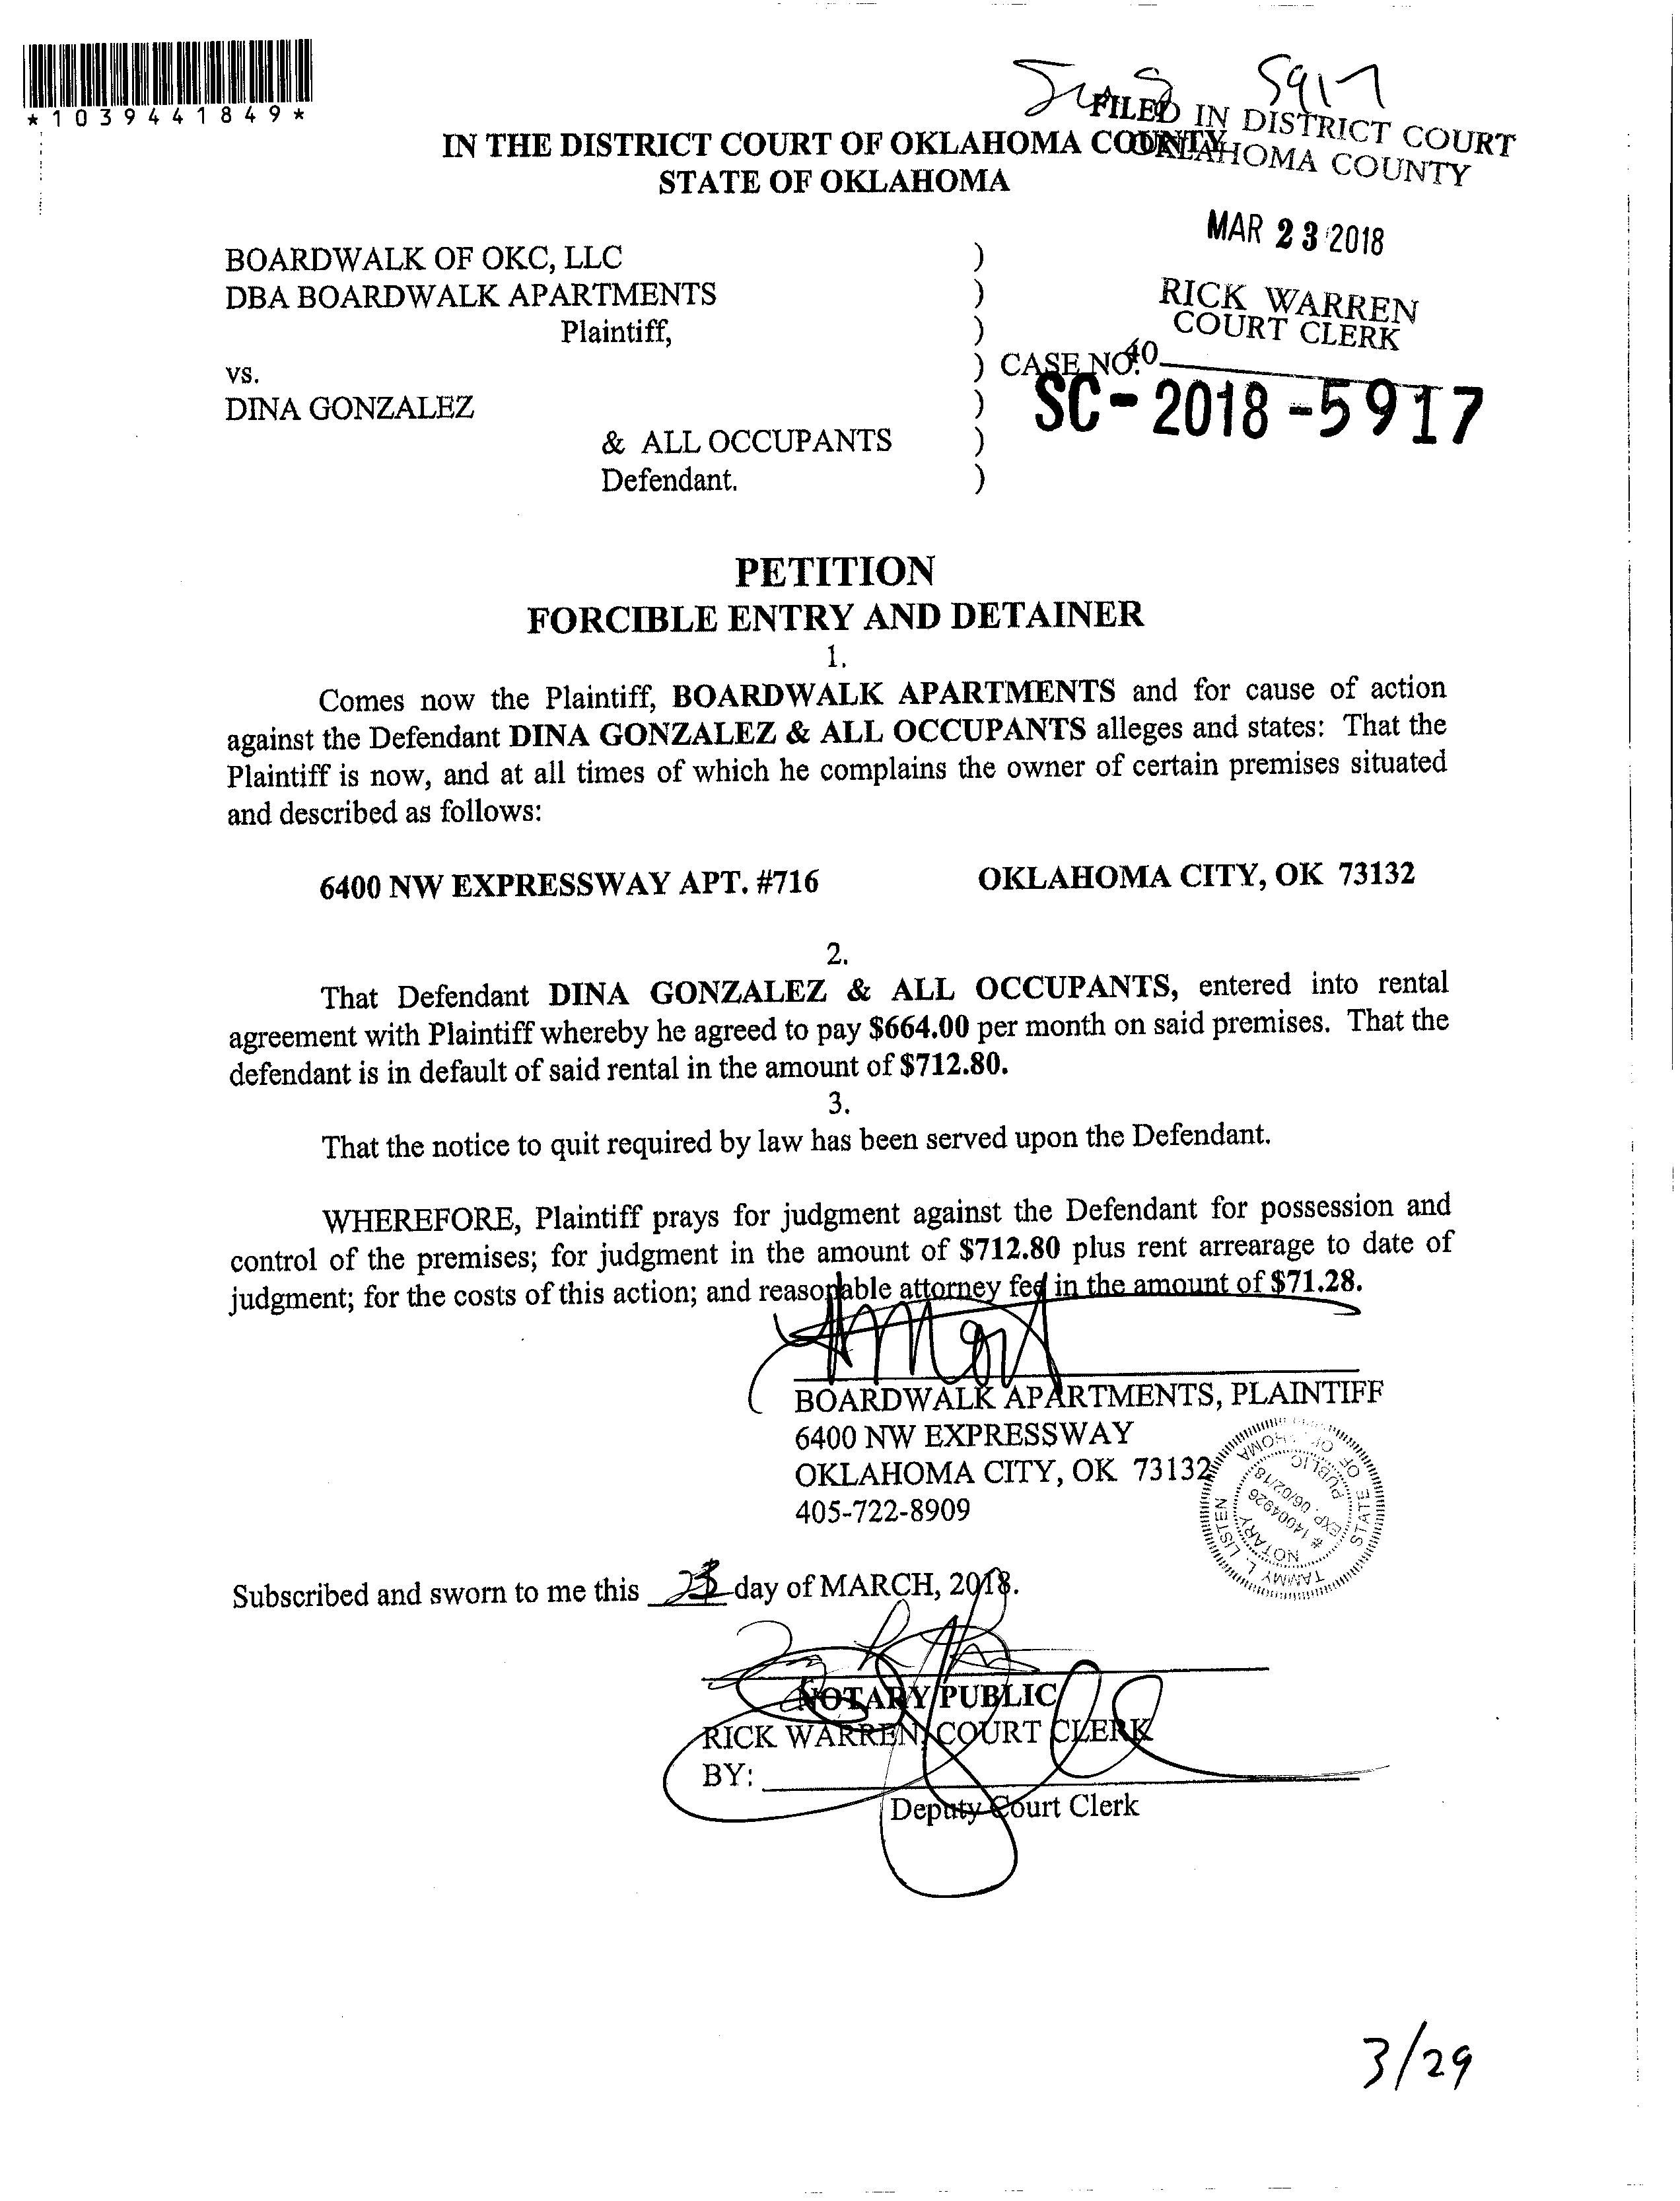 *1039441849*
5917
FILED IN DISTRICT COURT
OKLAHOMA COUNTY
IN THE DISTRICT COURT OF OKLAHOMA COUNTY
STATE OF OKLAHOMA
MAR 23 2018
RICK WARREN
COURT CLERK
40
BOARDWALK OF OKC, LLC )
DBA BOARDWALK APARTMENTS )
Plaintiff, )
) CASE NO.
vs.
SC-2018-5917
DINA GONZALEZ )
& ALL OCCUPANTS )
Defendant. )
PETITION
FORCIBLE ENTRY AND DETAINER
1.
Comes now the Plaintiff, BOARDWALK APARTMENTS and for cause of action
against the Defendant DINA GONZALEZ & ALL OCCUPANTS alleges and states: That the
Plaintiff is now, and at all times of which he complains the owner of certain premises situated
and described as follows:
6400 NW EXPRESSWAY APT. #716 OKLAHOMA CITY, OK 73132
2.
That Defendant DINA GONZALEZ & ALL OCCUPANTS, entered into rental
agreement with Plaintiff whereby he agreed to pay $664.00 per month on said premises. That the
defendant is in default of said rental in the amount of $712.80.
3.
That the notice to quit required by law has been served upon the Defendant.
WHEREFORE, Plaintiff prays for judgment against the Defendant for possession and
control of the premises; for judgment in the amount of $712.80 plus rent arrearage to date of
judgment; for the costs of this action; and reasonable attorney fee in the amount of $71.28.
BOARDWALK APARTMENTS, PLAINTIFF
6400 NW EXPRESSWAY
OKLAHOMA CITY, OK 73132
405-722-8909
TAMMY L. LISTEN
STATE OF OKLAHOMA
NOTARY PUBLIC
# 14004926
EXP. 06/02/18
Subscribed and sworn to me this 23 day of MARCH, 2018.
NOTARY PUBLIC
RICK WARREN, COURT CLERK
BY:
Deputy Court Clerk
3/29